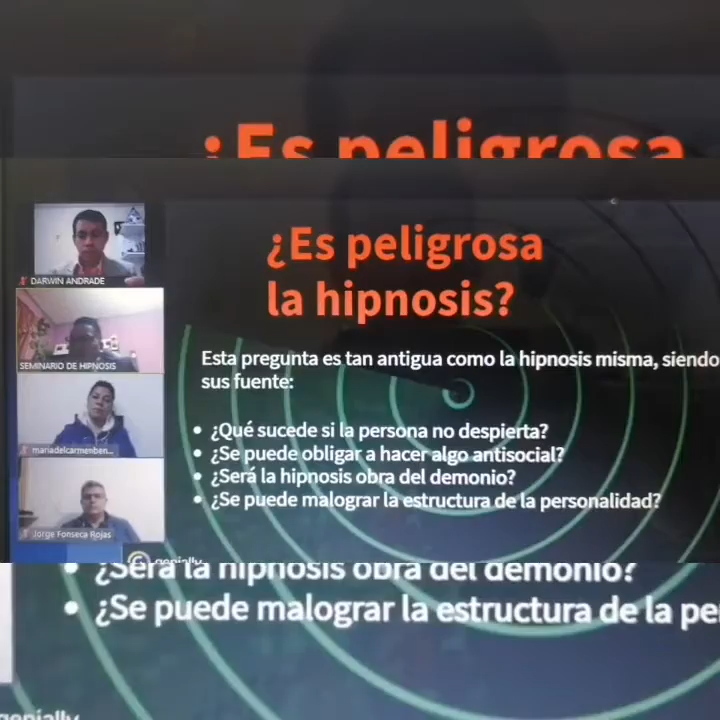 ¿Es peligrosa
¿Es peligrosa
la hipnosis?
DARWIN ANDRADE
SEMINARIO DE HIPNOSIS
mariadelcarmenben...
Jorge Fonseca Rojas
Esta pregunta es tan antigua como la hipnosis misma, siendo
sus fuente:
• ¿Qué sucede si la persona no despierta?
• ¿Se puede obligar a hacer algo antisocial?
• ¿Será la hipnosis obra del demonio?
• ¿Se puede malograr la estructura de la personalidad?
genially
• ¿Será la hipnosis obra del demonio?
• ¿Se puede malograr la estructura de la pe
genially